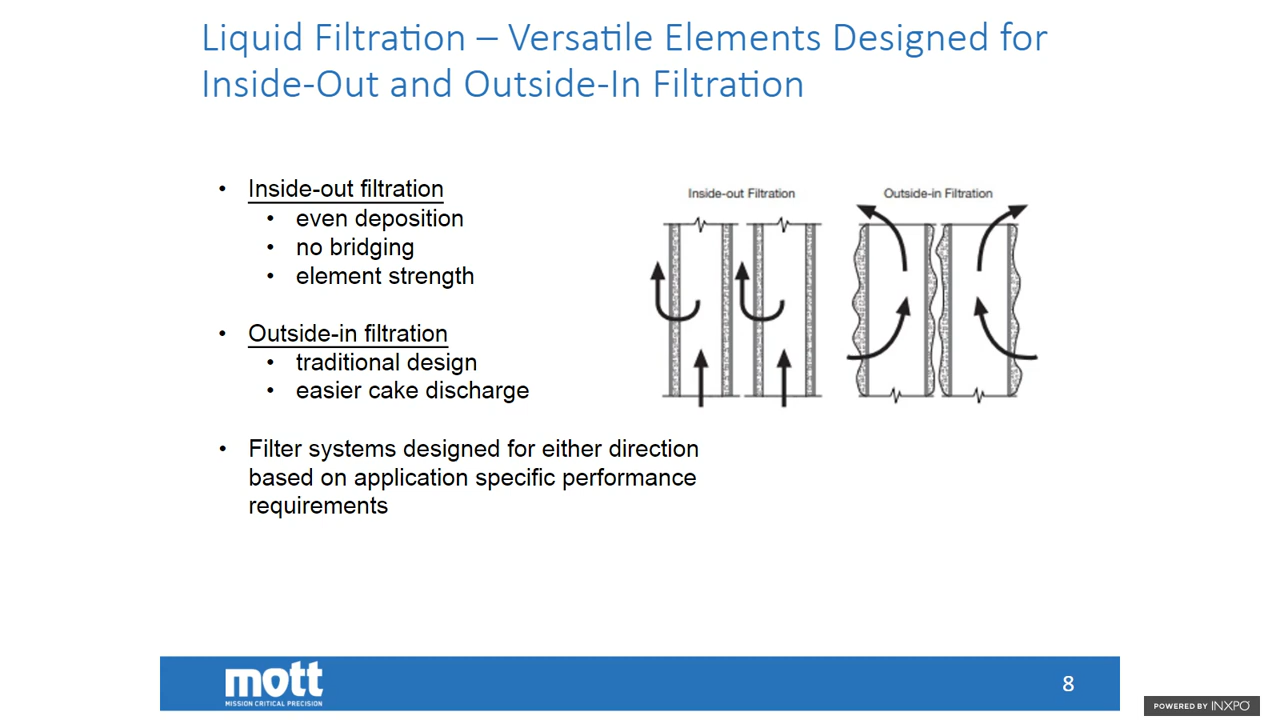 Liquid Filtration – Versatile Elements Designed for
Inside-Out and Outside-In Filtration
• Inside-out filtration
• even deposition
• no bridging
• element strength
• Outside-in filtration
• traditional design
• easier cake discharge
• Filter systems designed for either direction
based on application specific performance
requirements
Inside-out Filtration
Outside-in Filtration
mott
MISSION CRITICAL PRECISION
8
POWERED BY INXPO